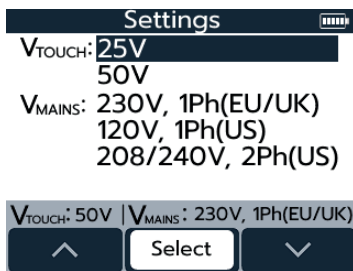 Settings
VTOUCH: 25V
50V
VMAINS: 230V, 1Ph(EU/UK)
120V, 1Ph(US)
208/240V, 2Ph(US)
VTOUCH: 50V | VMAINS: 230V, 1Ph(EU/UK)
Select